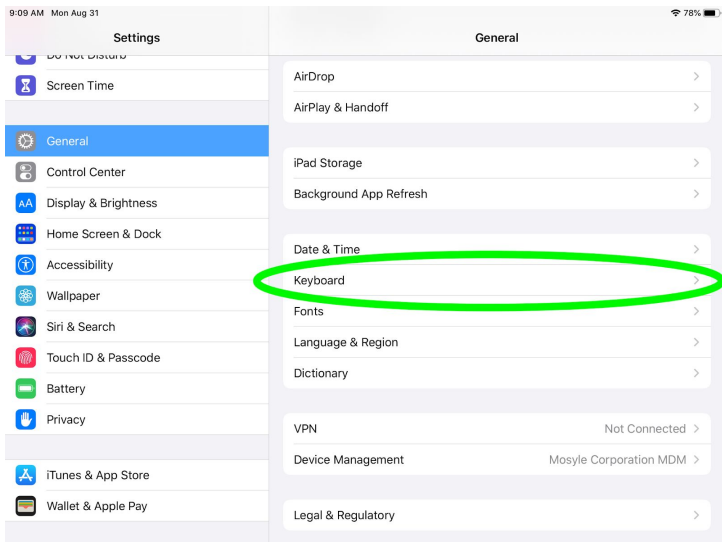 9:09 AM Mon Aug 31
78%
Settings
Do Not Disturb
Screen Time
General
Control Center
Display & Brightness
Home Screen & Dock
Accessibility
Wallpaper
Siri & Search
Touch ID & Passcode
Battery
Privacy
iTunes & App Store
Wallet & Apple Pay
General
AirDrop
AirPlay & Handoff
iPad Storage
Background App Refresh
Date & Time
Keyboard
Fonts
Language & Region
Dictionary
VPN Not Connected
Device Management Mosyle Corporation MDM
Legal & Regulatory